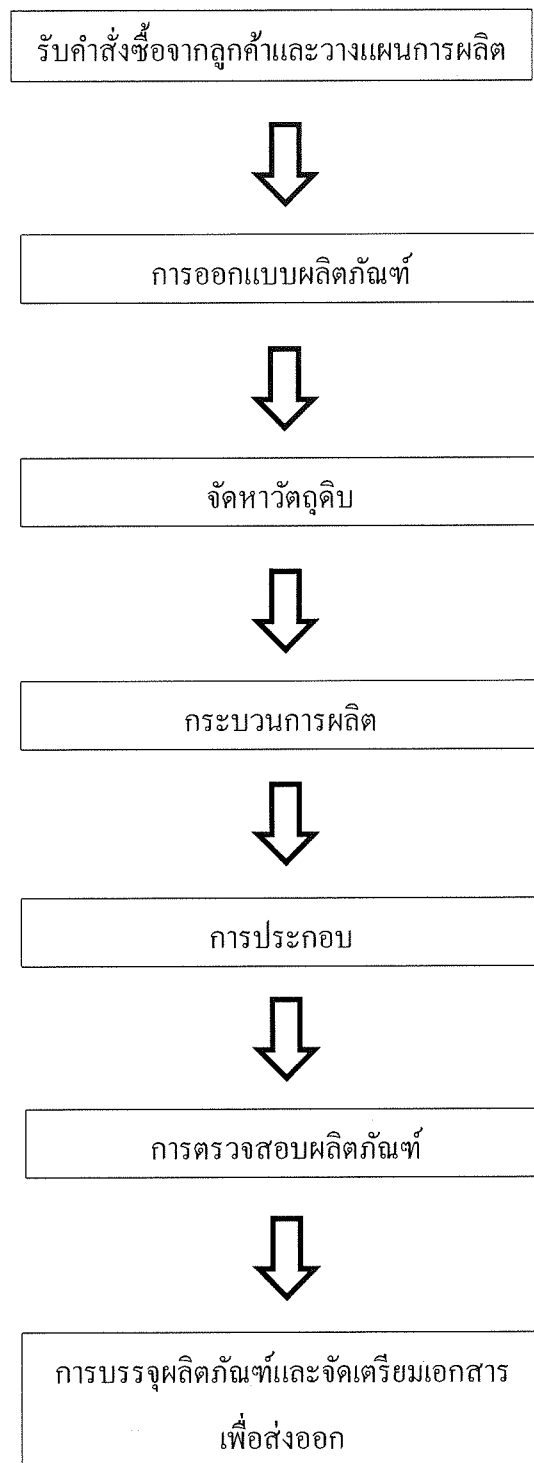 รับคำสั่งซื้อจากลูกค้าและวางแผนการผลิต
การออกแบบผลิตภัณฑ์
จัดหาวัตถุดิบ
กระบวนการผลิต
การประกอบ
การตรวจสอบผลิตภัณฑ์
การบรรจุผลิตภัณฑ์และจัดเตรียมเอกสาร
เพื่อส่งออก